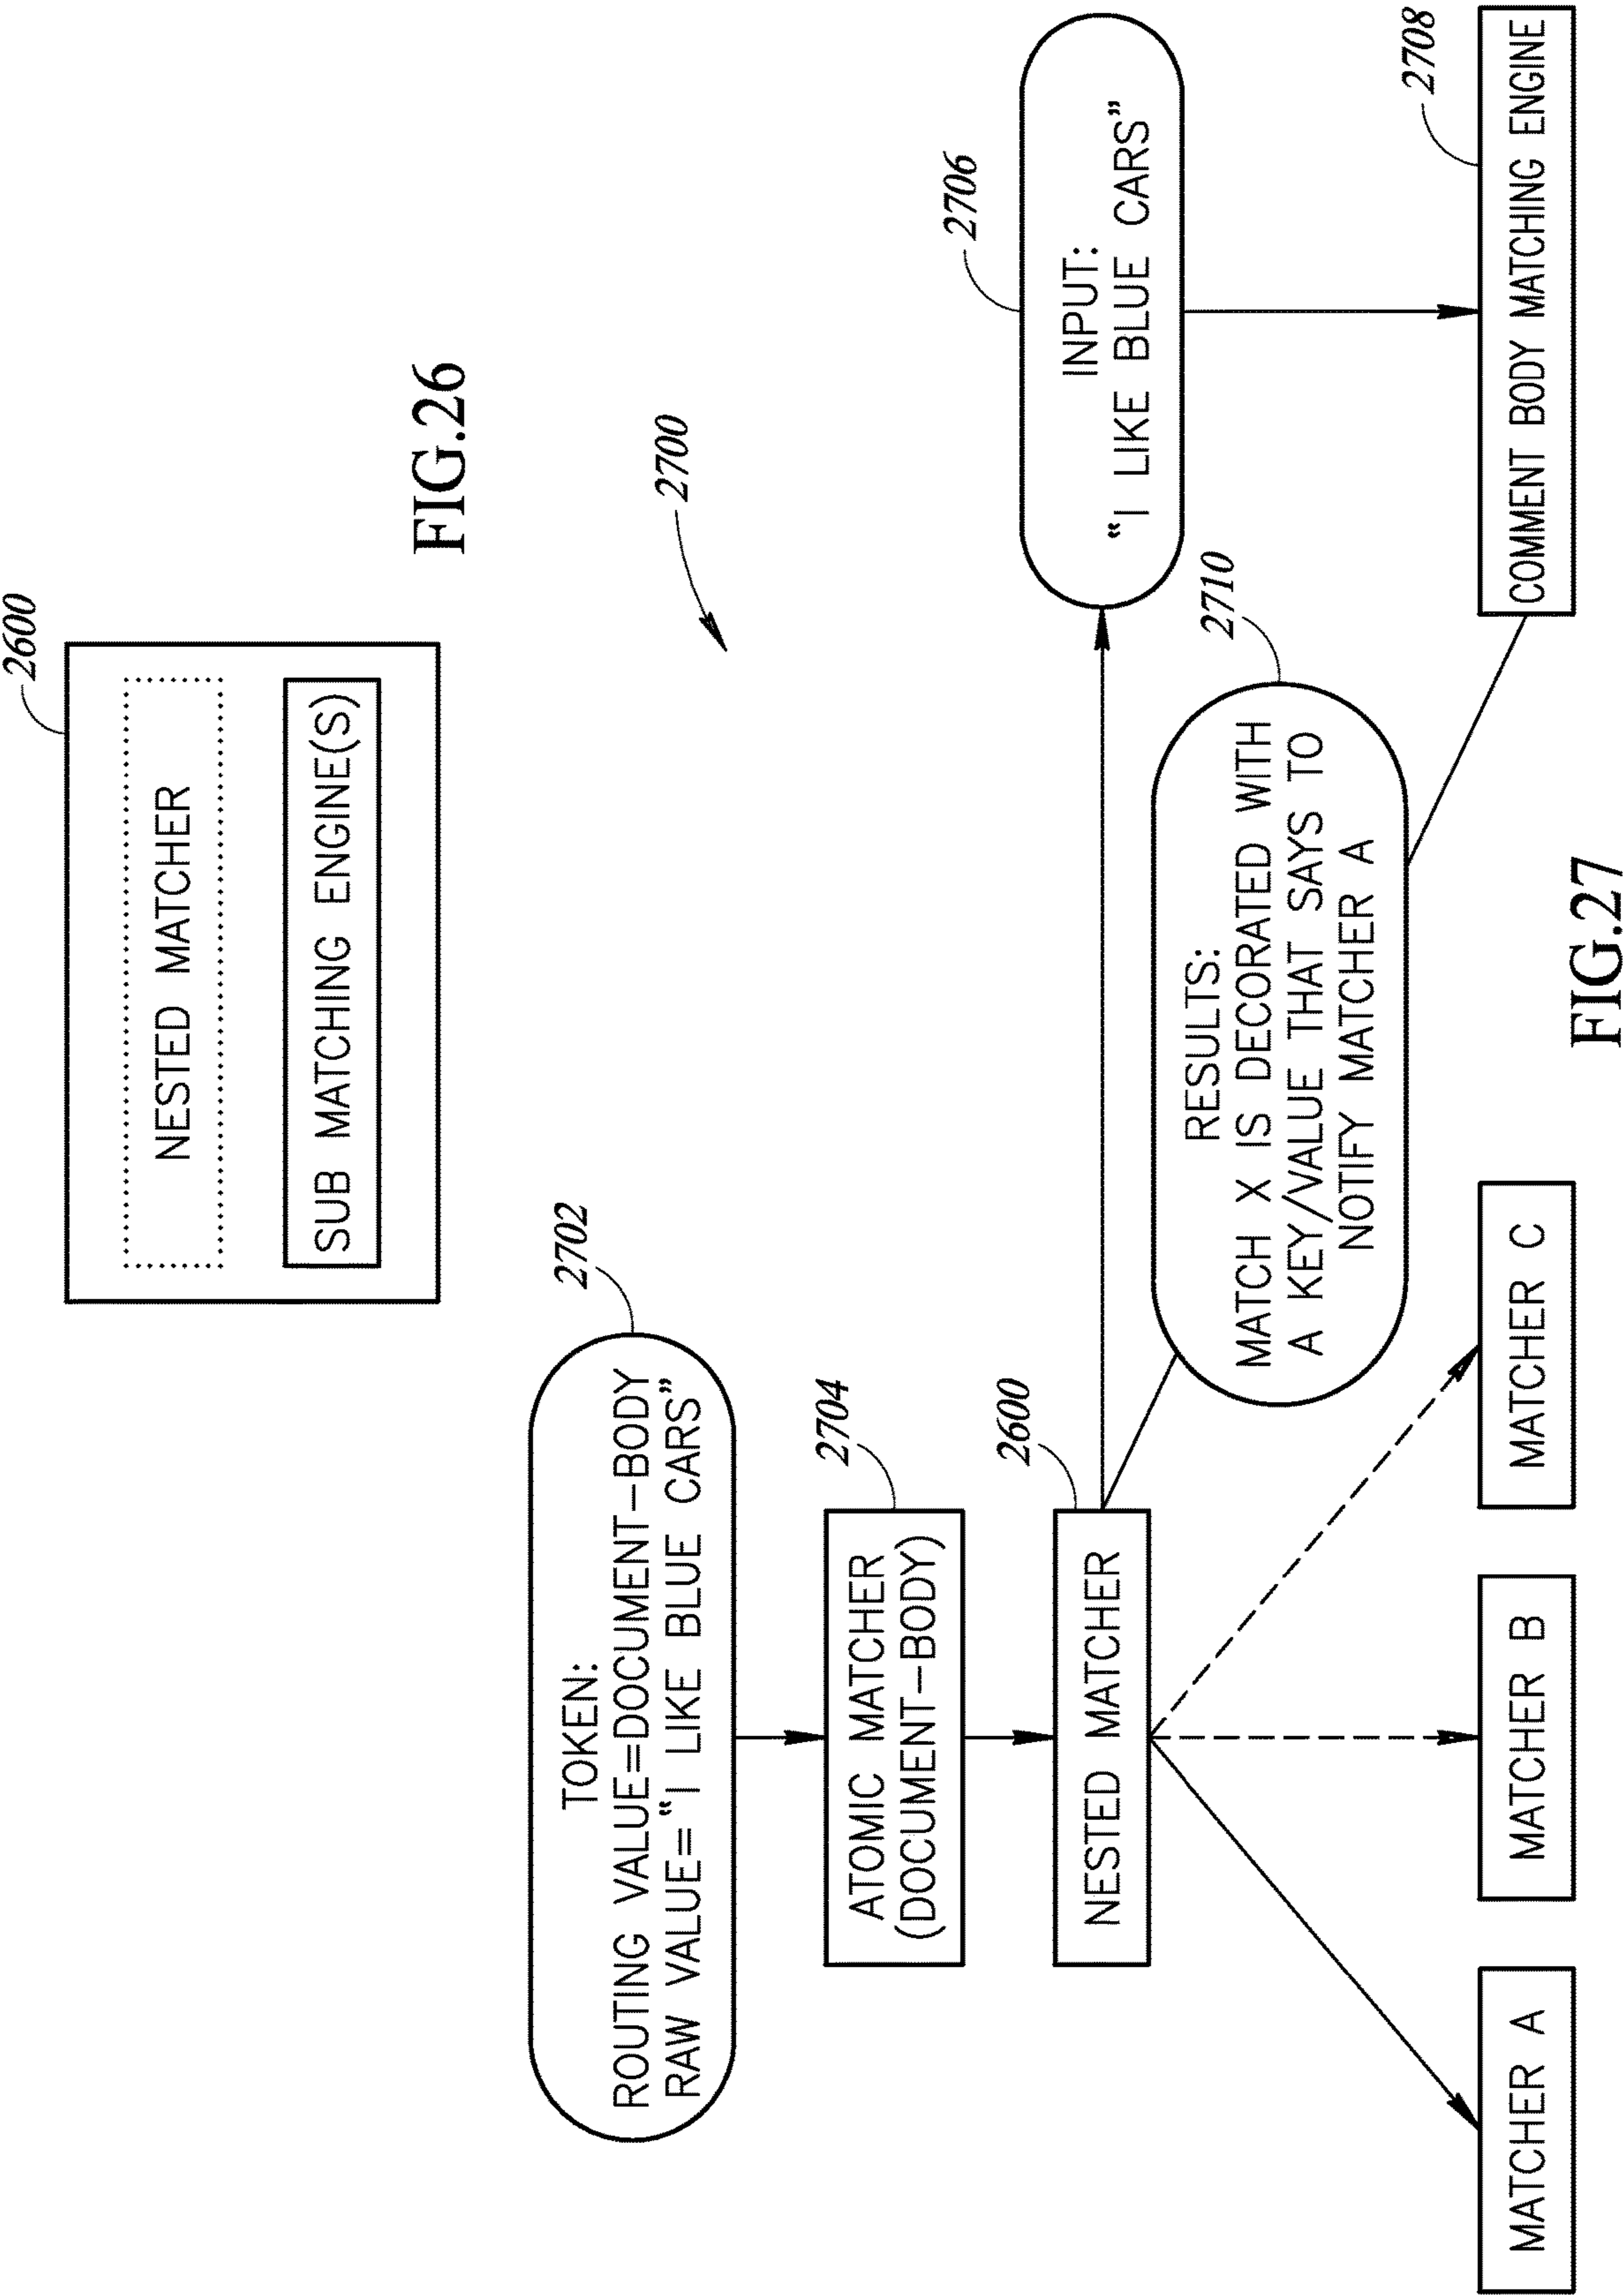 2600
NESTED MATCHER
SUB MATCHING ENGINE(S)
FIG.26
2700
2702
TOKEN:
ROUTING VALUE=DOCUMENT-BODY
RAW VALUE="I LIKE BLUE CARS"
2704
ATOMIC MATCHER
(DOCUMENT-BODY)
2600
NESTED MATCHER
2706
INPUT:
"I LIKE BLUE CARS"
2710
RESULTS:
MATCH X IS DECORATED WITH
A KEY/VALUE THAT SAYS TO
NOTIFY MATCHER A
2708
COMMENT BODY MATCHING ENGINE
MATCHER A
MATCHER B
MATCHER C
FIG.27